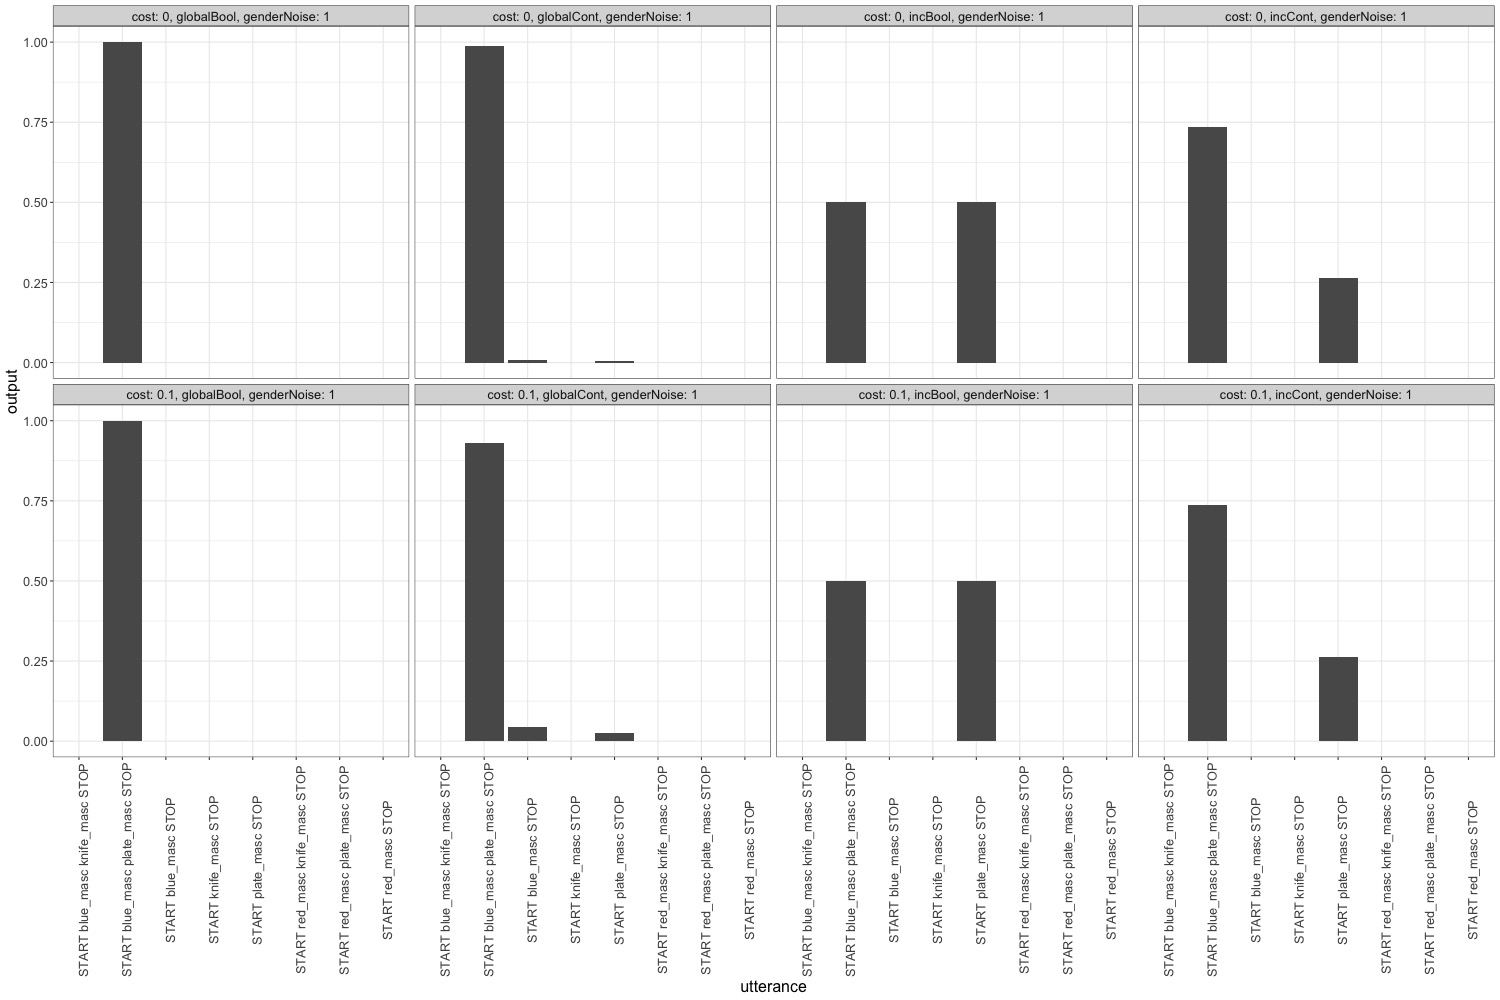 cost: 0, globalBool, genderNoise: 1
cost: 0, globalCont, genderNoise: 1
cost: 0, incBool, genderNoise: 1
cost: 0, incCont, genderNoise: 1
1.00
0.75
0.50
0.25
0.00
output
cost: 0.1, globalBool, genderNoise: 1
cost: 0.1, globalCont, genderNoise: 1
cost: 0.1, incBool, genderNoise: 1
cost: 0.1, incCont, genderNoise: 1
1.00
0.75
0.50
0.25
0.00
START blue_masc knife_masc STOP
START blue_masc plate_masc STOP
START blue_masc STOP
START knife_masc STOP
START plate_masc STOP
START red_masc knife_masc STOP
START red_masc plate_masc STOP
START red_masc STOP
START blue_masc knife_masc STOP
START blue_masc plate_masc STOP
START blue_masc STOP
START knife_masc STOP
START plate_masc STOP
START red_masc knife_masc STOP
START red_masc plate_masc STOP
START red_masc STOP
START blue_masc knife_masc STOP
START blue_masc plate_masc STOP
START blue_masc STOP
START knife_masc STOP
START plate_masc STOP
START red_masc knife_masc STOP
START red_masc plate_masc STOP
START red_masc STOP
START blue_masc knife_masc STOP
START blue_masc plate_masc STOP
START blue_masc STOP
START knife_masc STOP
START plate_masc STOP
START red_masc knife_masc STOP
START red_masc plate_masc STOP
START red_masc STOP
utterance